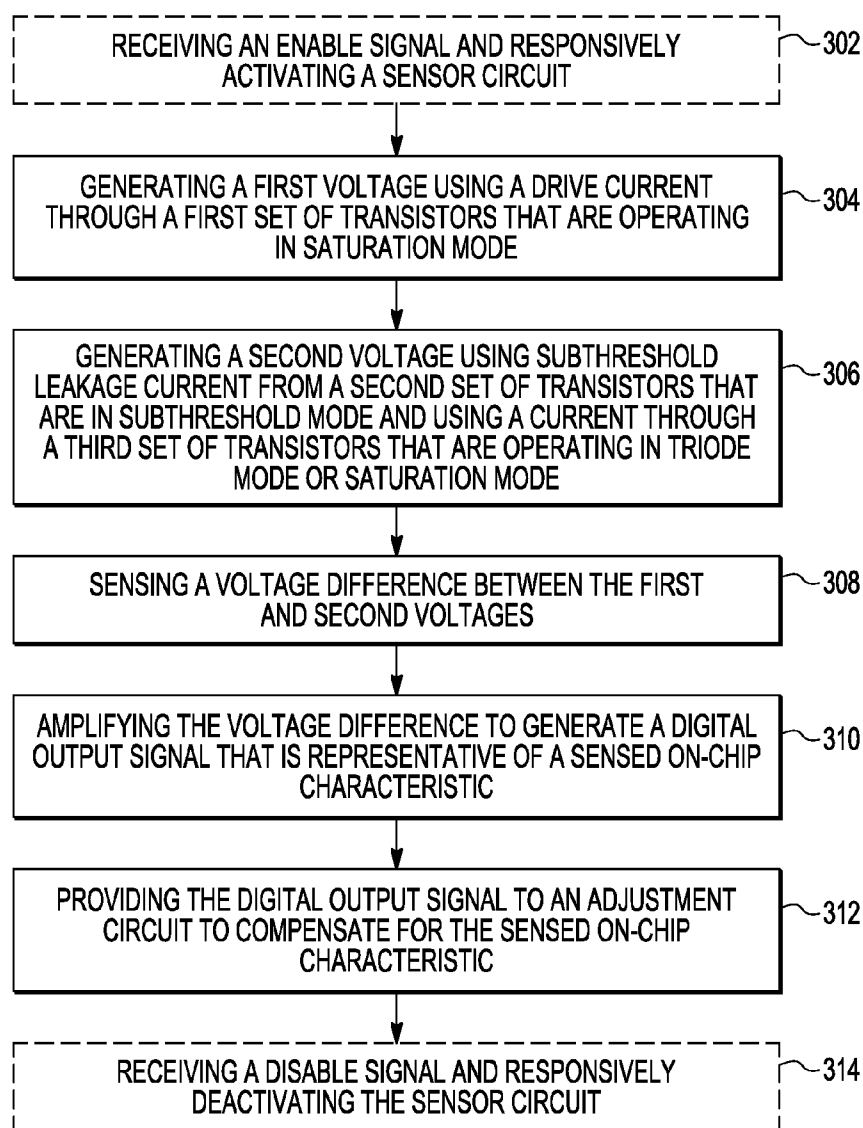 RECEIVING AN ENABLE SIGNAL AND RESPONSIVELY
ACTIVATING A SENSOR CIRCUIT
302
GENERATING A FIRST VOLTAGE USING A DRIVE CURRENT
THROUGH A FIRST SET OF TRANSISTORS THAT ARE OPERATING
IN SATURATION MODE
304
GENERATING A SECOND VOLTAGE USING SUBTHRESHOLD
LEAKAGE CURRENT FROM A SECOND SET OF TRANSISTORS THAT
ARE IN SUBTHRESHOLD MODE AND USING A CURRENT THROUGH
A THIRD SET OF TRANSISTORS THAT ARE OPERATING IN TRIODE
MODE OR SATURATION MODE
306
SENSING A VOLTAGE DIFFERENCE BETWEEN THE FIRST
AND SECOND VOLTAGES
308
AMPLIFYING THE VOLTAGE DIFFERENCE TO GENERATE A DIGITAL
OUTPUT SIGNAL THAT IS REPRESENTATIVE OF A SENSED ON-CHIP
CHARACTERISTIC
310
PROVIDING THE DIGITAL OUTPUT SIGNAL TO AN ADJUSTMENT
CIRCUIT TO COMPENSATE FOR THE SENSED ON-CHIP
CHARACTERISTIC
312
RECEIVING A DISABLE SIGNAL AND RESPONSIVELY
DEACTIVATING THE SENSOR CIRCUIT
314